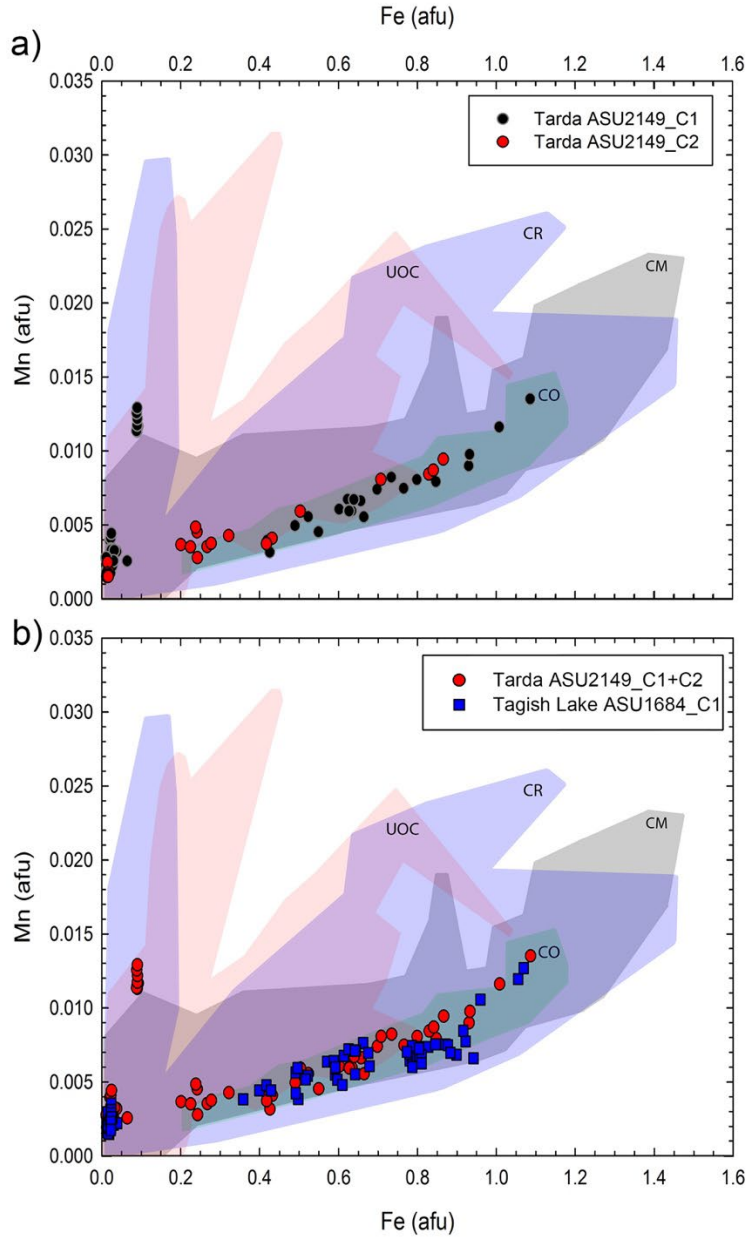 Fe (afu)
a)
0.0 0.2 0.4 0.6 0.8 1.0 1.2 1.4 1.6
0.035
Tarda ASU2149_C1
Tarda ASU2149_C2
0.030
CR
0.025
UOC
CM
Mn (afu)
0.020
0.015
CO
0.010
0.005
0.000
b)
0.035
Tarda ASU2149_C1+C2
Tagish Lake ASU1684_C1
0.030
CR
0.025
UOC
CM
Mn (afu)
0.020
0.015
CO
0.010
0.005
0.000
0.0 0.2 0.4 0.6 0.8 1.0 1.2 1.4 1.6
Fe (afu)